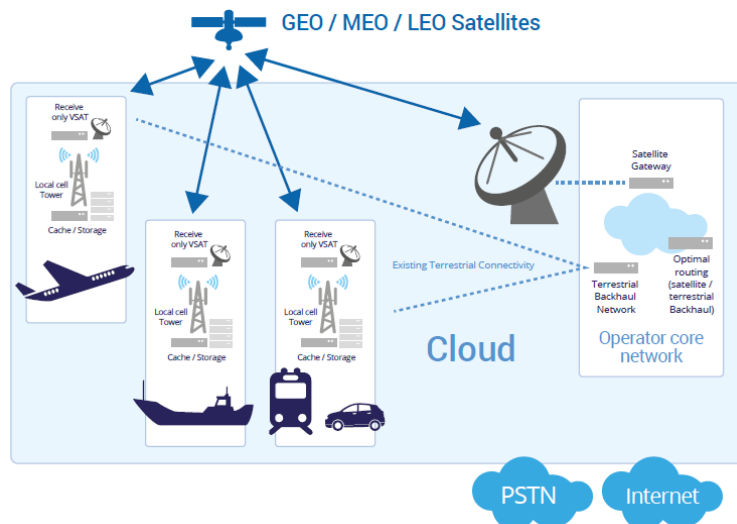 GEO / MEO / LEO Satellites
Receive
only VSAT
Local cell
Tower
Cache / Storage
Receive
only VSAT
Local cell
Tower
Cache / Storage
Receive
only VSAT
Local cell
Tower
Cache / Storage
Existing Terrestrial Connectivity
Cloud
Satellite
Gateway
Terrestrial
Backhaul
Network
Optimal
routing
(satellite /
terrestrial
Backhaul)
Operator core
network
PSTN
Internet